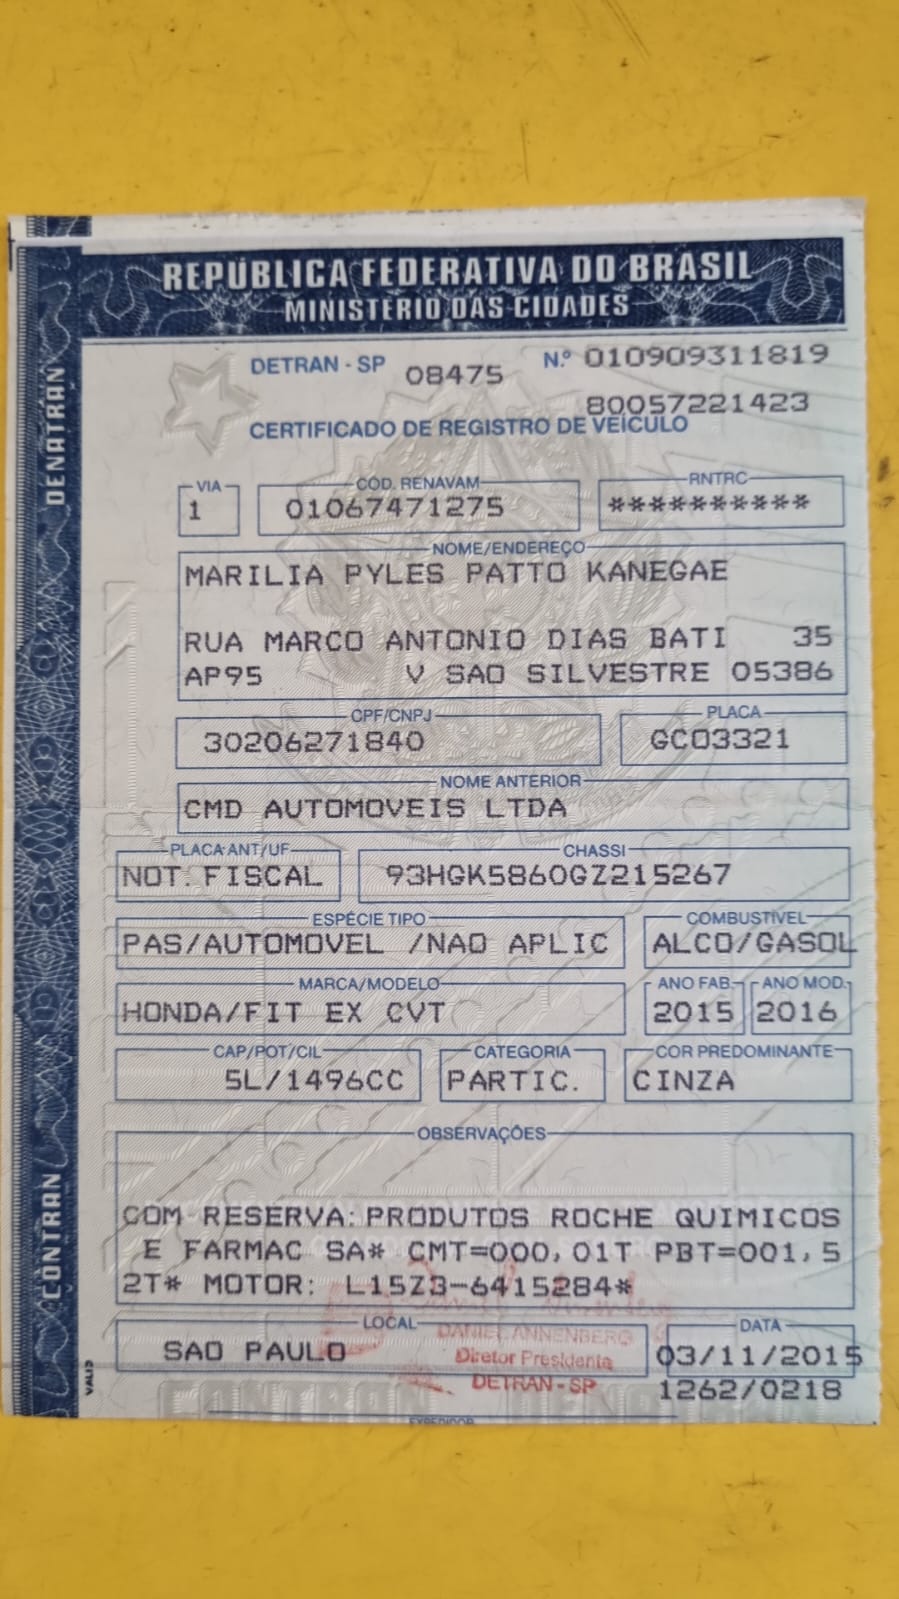 REPÚBLICA FEDERATIVA DO BRASIL
MINISTÉRIO DAS CIDADES
DENATRAN
CONTRAN
DETRAN - SP 08475 N.º 010909311819
80057221423
CERTIFICADO DE REGISTRO DE VEÍCULO
VIA CÓD. RENAVAM RNTRC
1 01067471275 **********
NOME/ENDEREÇO
MARILIA PYLES PATTO KANEGAE
RUA MARCO ANTONIO DIAS BATI 35
AP95 V SAO SILVESTRE 05386
CPF/CNPJ PLACA
30206271840 GCO3321
NOME ANTERIOR
CMD AUTOMOVEIS LTDA
PLACA ANT/UF CHASSI
NOT. FISCAL 93HGK5860GZ215267
ESPÉCIE TIPO COMBUSTÍVEL
PAS/AUTOMOVEL /NAO APLIC ALCO/GASOL
MARCA/MODELO ANO FAB. ANO MOD.
HONDA/FIT EX CVT 2015 2016
CAP/POT/CIL CATEGORIA COR PREDOMINANTE
5L/1496CC PARTIC. CINZA
OBSERVAÇÕES
COM RESERVA: PRODUTOS ROCHE QUIMICOS
E FARMAC SA* CMT=000,01T PBT=001,5
2T* MOTOR: L15Z3-6415284*
LOCAL DATA
SAO PAULO 03/11/2015
DANIEL ANNENBERG
Diretor Presidente
DETRAN - SP
1262/0218
EXPEDIDOR